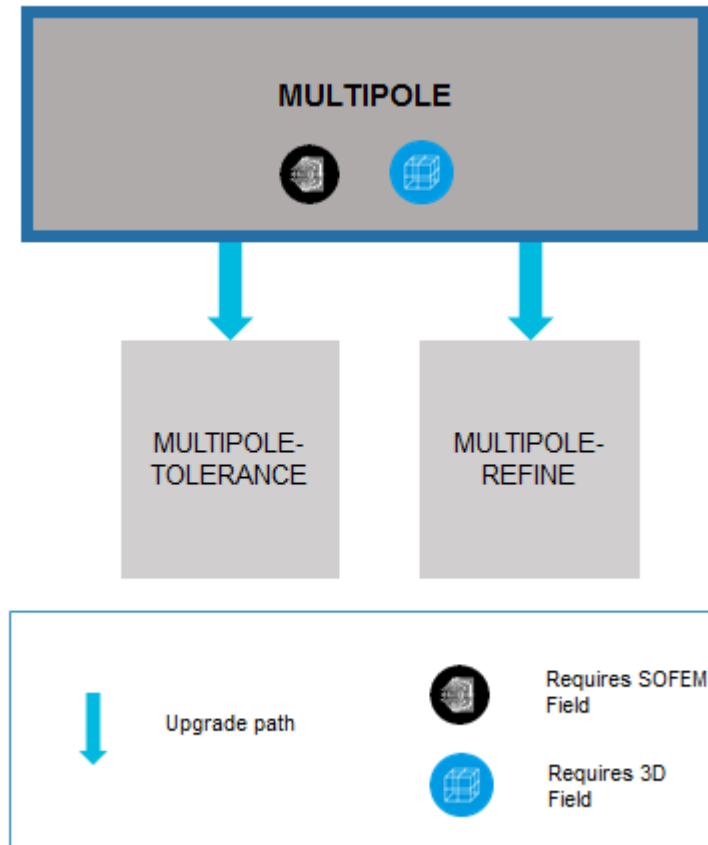 MULTIPOLE
MULTIPOLE-
TOLERANCE
MULTIPOLE-
REFINE
Upgrade path
Requires SOFEM
Field
Requires 3D
Field